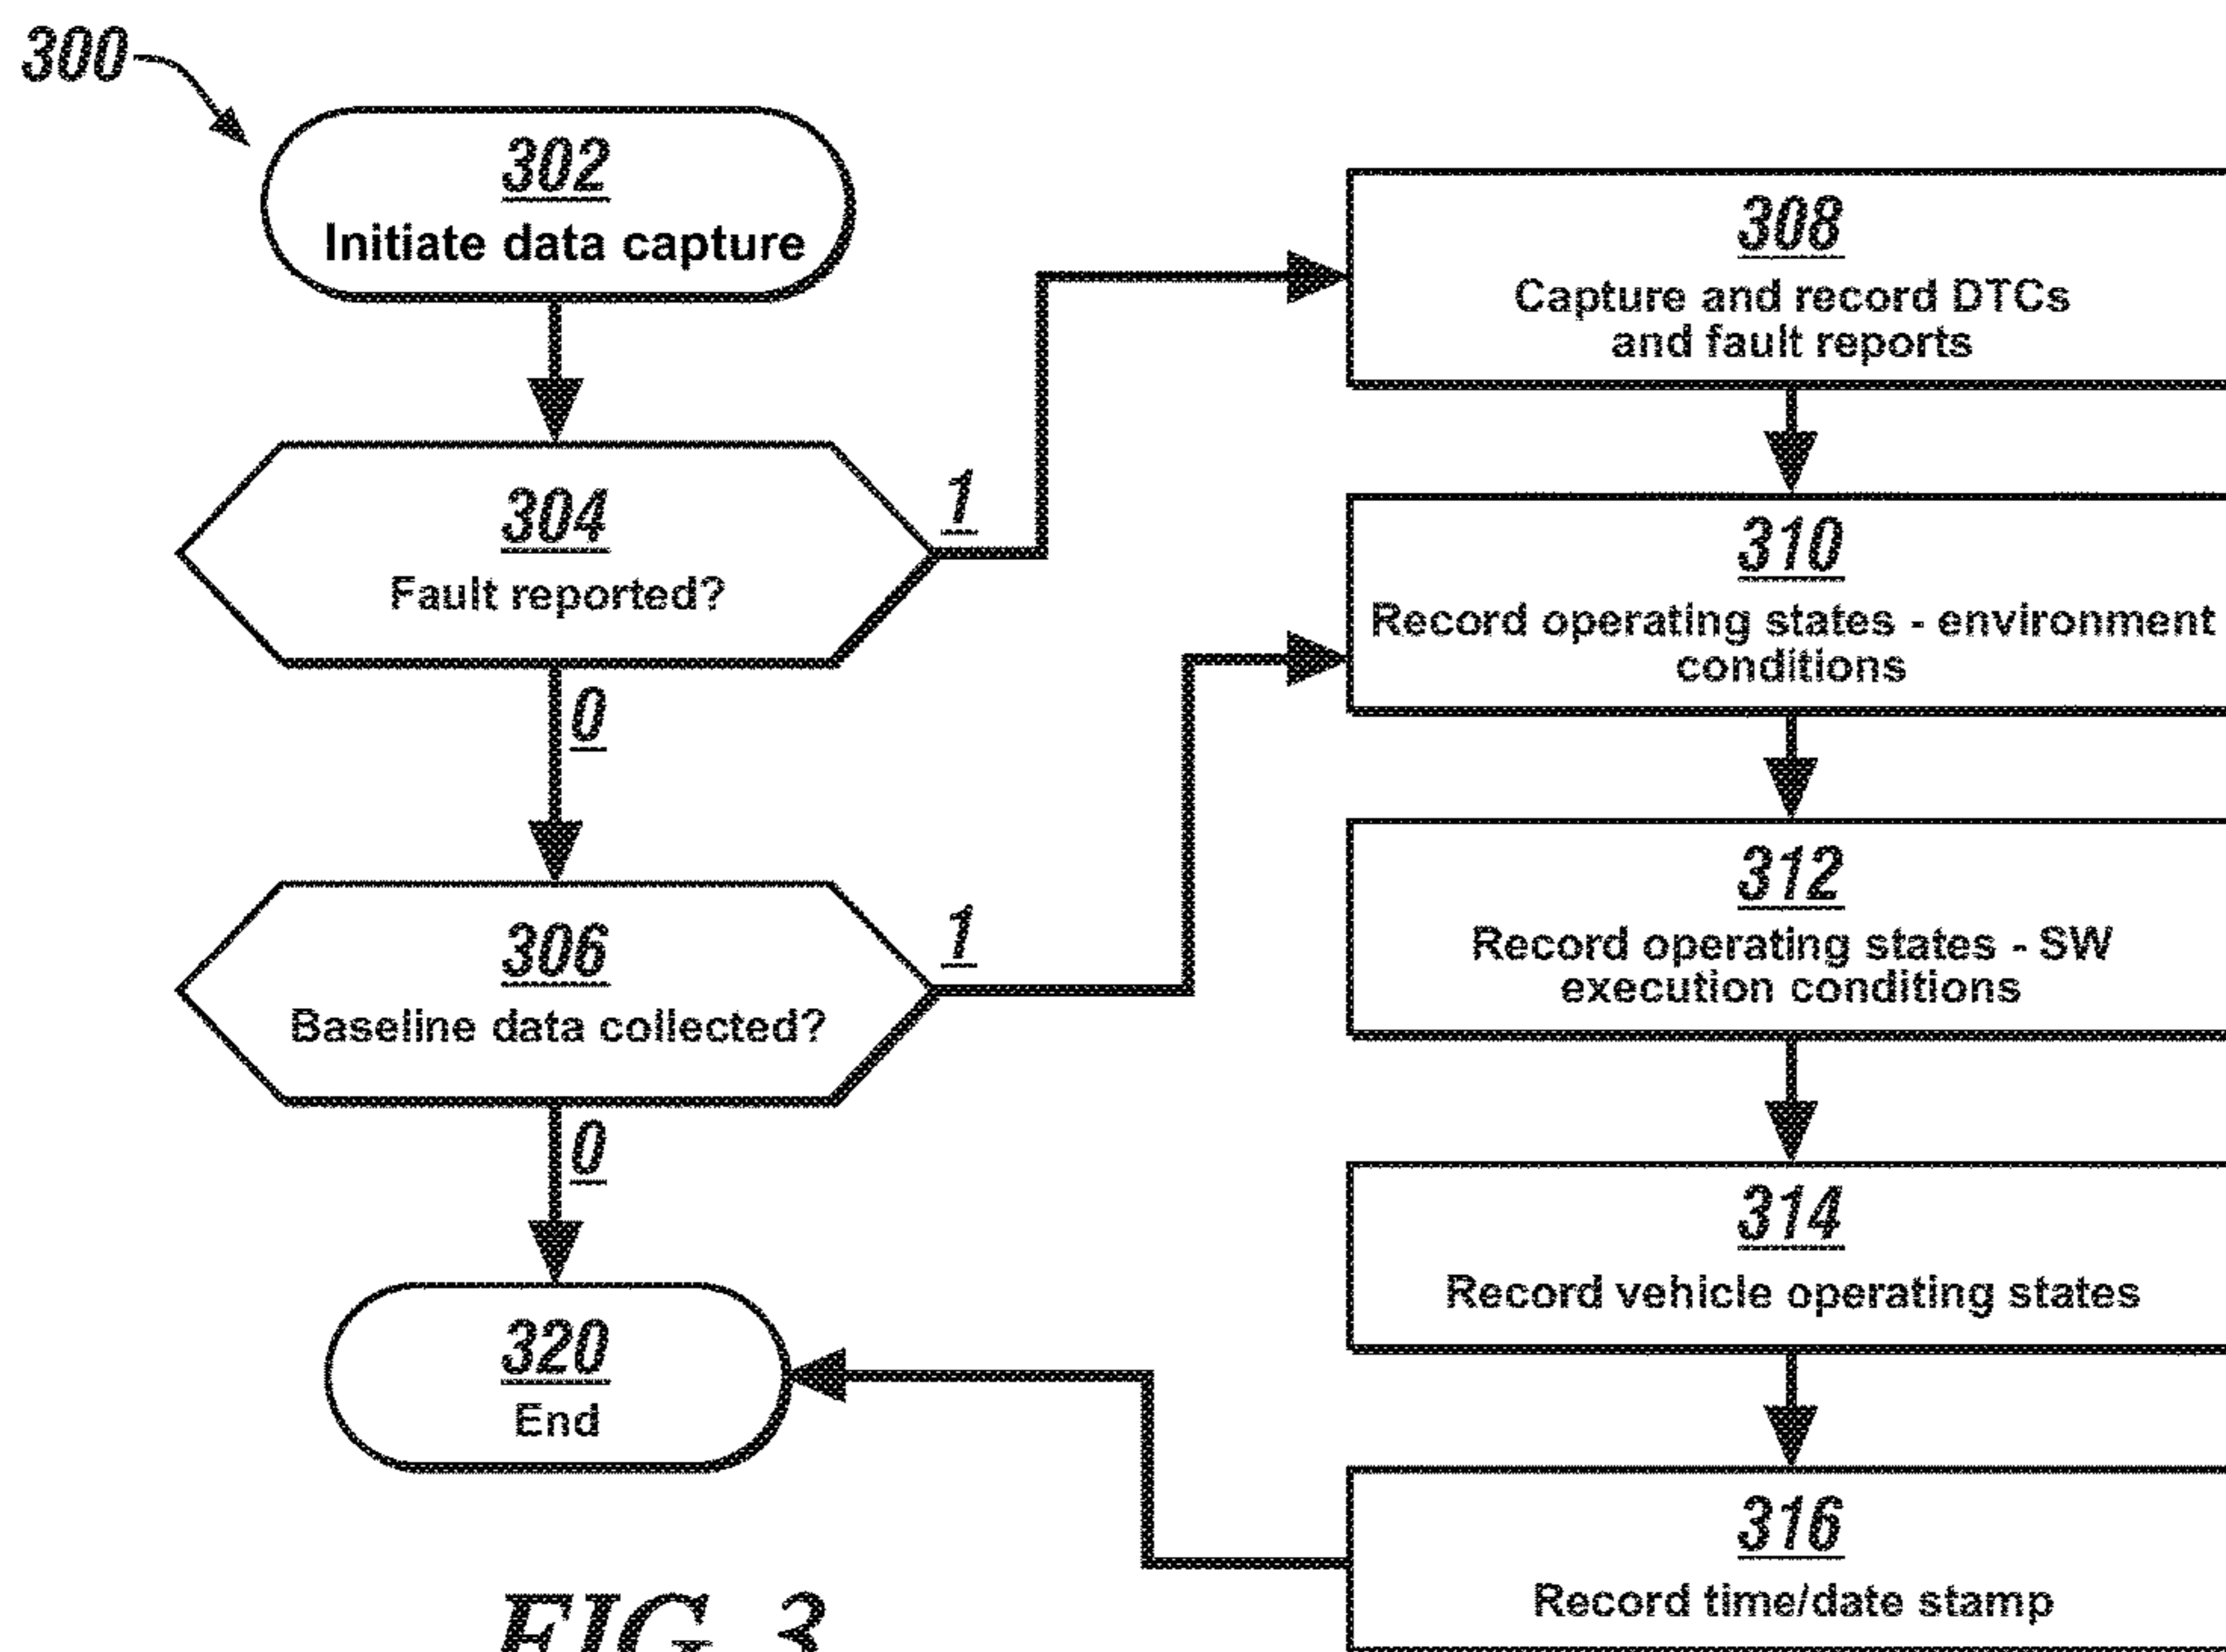 300
302
Initiate data capture
304
Fault reported?
1
0
306
Baseline data collected?
1
0
320
End
308
Capture and record DTCs
and fault reports
310
Record operating states - environment
conditions
312
Record operating states - SW
execution conditions
314
Record vehicle operating states
316
Record time/date stamp
FIG. 3